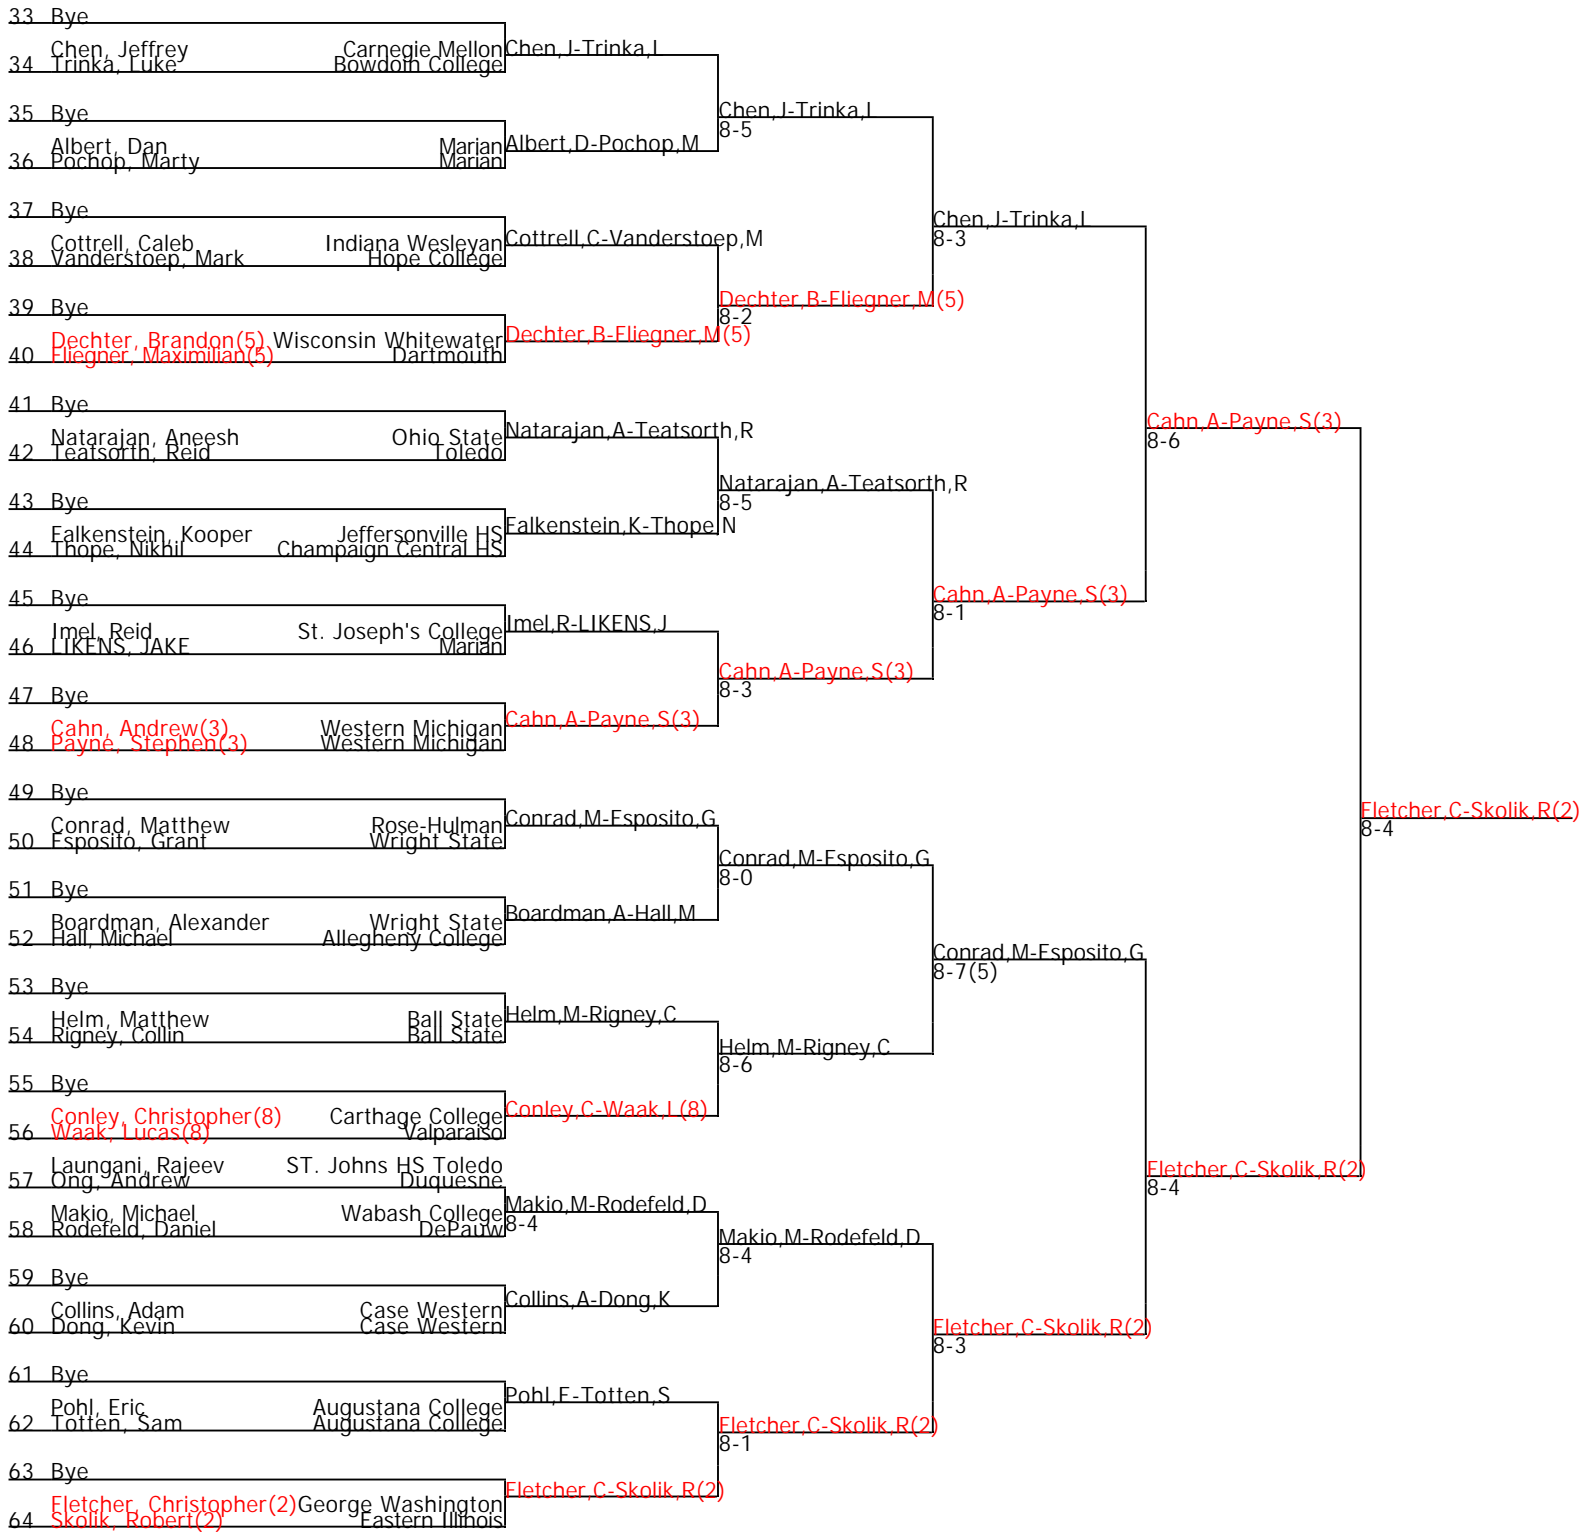 33 Bye
Chen, Jeffrey Carnegie Mellon Chen,J-Trinka,L
34 Trinka, Luke Bowdoin College
35 Bye
Chen,J-Trinka,L
8-5
Albert, Dan Marian Albert,D-Pochop,M
36 Pochop, Marty Marian
37 Bye
Chen,J-Trinka,L
8-3
Cottrell, Caleb Indiana Wesleyan Cottrell,C-Vanderstoep,M
38 Vanderstoep, Mark Hope College
39 Bye
Dechter,B-Fliegner,M(5)
8-2
Dechter, Brandon(5) Wisconsin Whitewater Dechter,B-Fliegner,M(5)
40 Fliegner, Maximilian(5) Dartmouth
41 Bye
Cahn,A-Payne,S(3)
8-6
Natarajan, Aneesh Ohio State Natarajan,A-Teatsorth,R
42 Teatsorth, Reid Toledo
Natarajan,A-Teatsorth,R
8-5
43 Bye
Falkenstein, Kooper Jeffersonville HS Falkenstein,K-Thope,N
44 Thope, Nikhil Champaign Central HS
45 Bye
Cahn,A-Payne,S(3)
8-1
Imel, Reid St. Joseph's College Imel,R-LIKENS,J
46 LIKENS, JAKE Marian
Cahn,A-Payne,S(3)
8-3
47 Bye
Cahn, Andrew(3) Western Michigan Cahn,A-Payne,S(3)
48 Payne, Stephen(3) Western Michigan
49 Bye
Fletcher,C-Skolik,R(2)
8-4
Conrad, Matthew Rose-Hulman Conrad,M-Esposito,G
50 Esposito, Grant Wright State
Conrad,M-Esposito,G
8-0
51 Bye
Boardman, Alexander Wright State Boardman,A-Hall,M
52 Hall, Michael Allegheny College
Conrad,M-Esposito,G
8-7(5)
53 Bye
Helm, Matthew Ball State Helm,M-Rigney,C
54 Rigney, Collin Ball State
Helm,M-Rigney,C
8-6
55 Bye
Conley, Christopher(8) Carthage College Conley,C-Waak,L(8)
56 Waak, Lucas(8) Valparaiso
Laungani, Rajeev ST. Johns HS Toledo
57 Ong, Andrew Duquesne
Fletcher,C-Skolik,R(2)
8-4
Makio, Michael Wabash College Makio,M-Rodefeld,D
58 Rodefeld, Daniel DePauw 8-4
Makio,M-Rodefeld,D
8-4
59 Bye
Collins, Adam Case Western Collins,A-Dong,K
60 Dong, Kevin Case Western
Fletcher,C-Skolik,R(2)
8-3
61 Bye
Pohl, Eric Augustana College Pohl,E-Totten,S
62 Totten, Sam Augustana College
Fletcher,C-Skolik,R(2)
8-1
63 Bye
Fletcher, Christopher(2) George Washington Fletcher,C-Skolik,R(2)
64 Skolik, Robert(2) Eastern Illinois